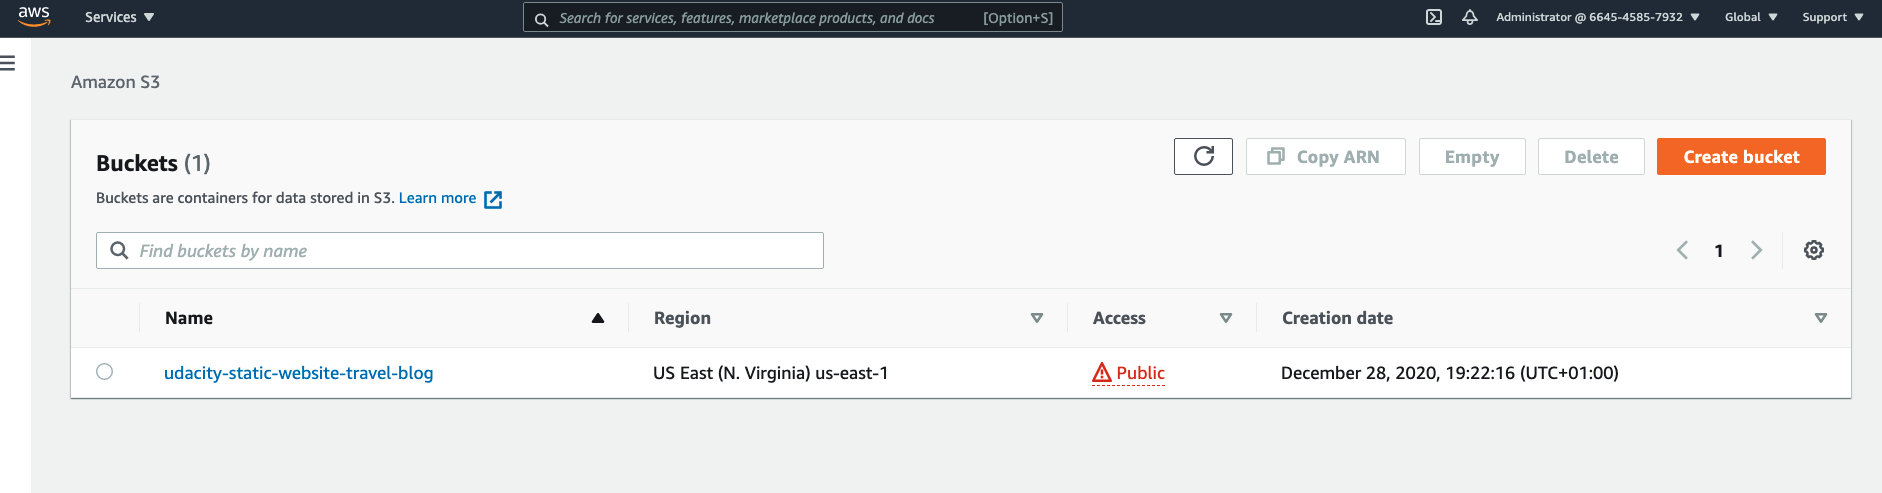 aws Services Search for services, features, marketplace products, and docs [Option+S] Administrator @ 6645-4585-7932 Global Support
Amazon S3
Buckets (1) Copy ARN Empty Delete Create bucket
Buckets are containers for data stored in S3. Learn more
Find buckets by name 1
Name Region Access Creation date
udacity-static-website-travel-blog US East (N. Virginia) us-east-1 Public December 28, 2020, 19:22:16 (UTC+01:00)